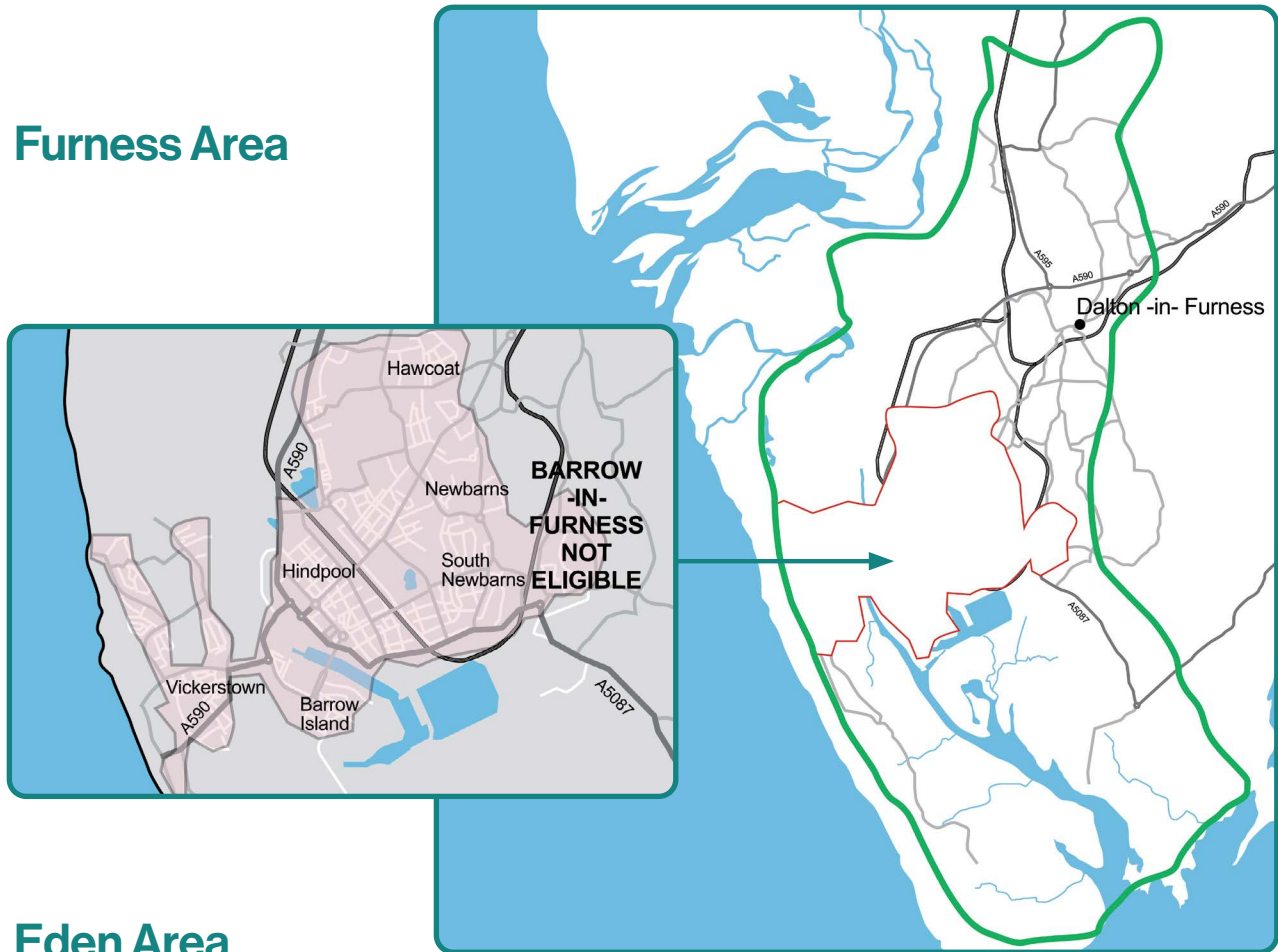 Furness Area
A590
A595
A590
Dalton -in- Furness
A5087
Hawcoat
A590
Newbarns
BARROW
-IN-
FURNESS
NOT
ELIGIBLE
Hindpool
South
Newbarns
Vickerstown
A590
Barrow
Island
A5087
Eden Area